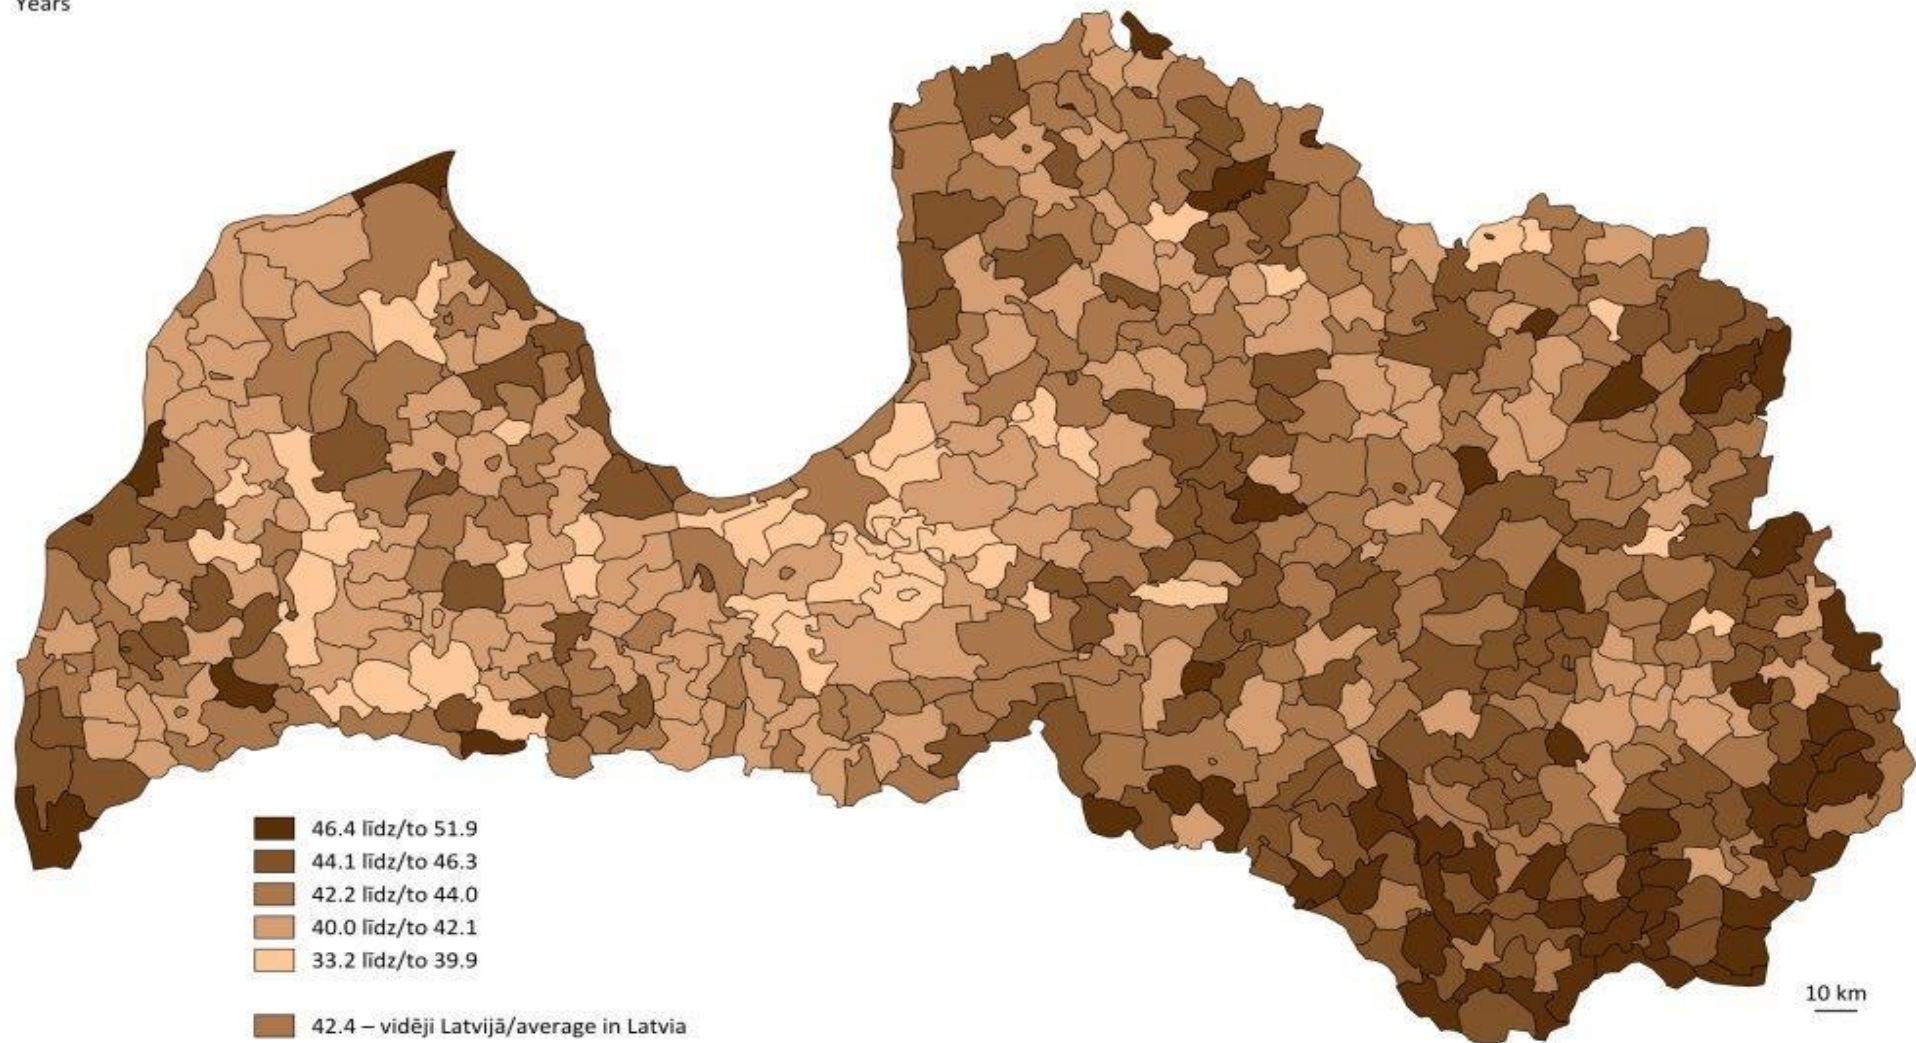 Years
46.4 līdz/to 51.9
44.1 līdz/to 46.3
42.2 līdz/to 44.0
40.0 līdz/to 42.1
33.2 līdz/to 39.9
42.4 – vidēji Latvijā/average in Latvia
10 km